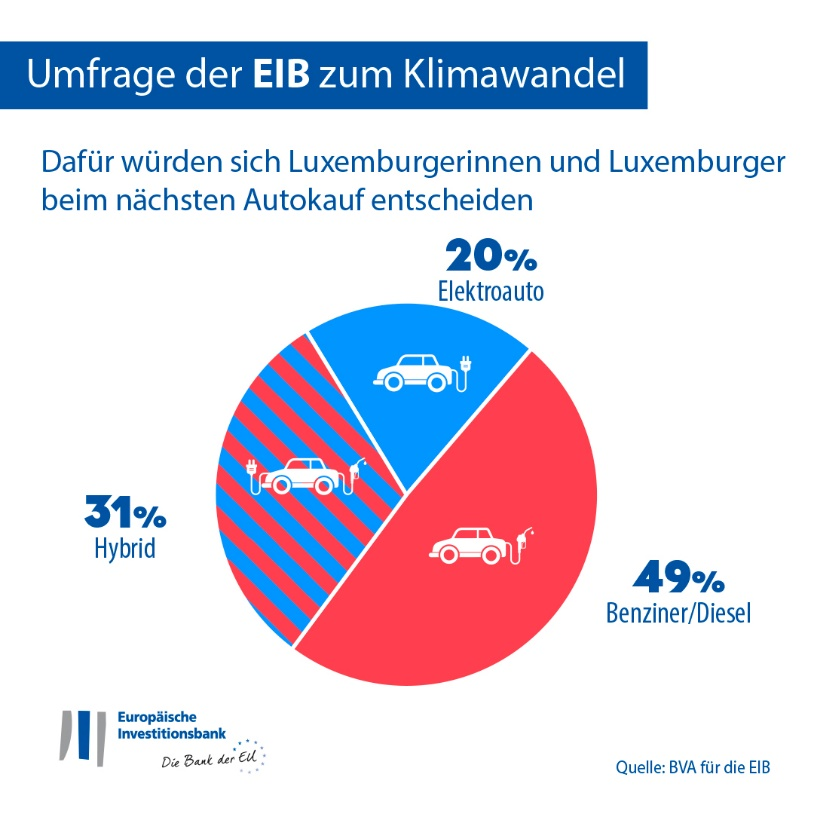 Umfrage der EIB zum Klimawandel
Dafür würden sich Luxemburgerinnen und Luxemburger
beim nächsten Autokauf entscheiden
20%
Elektroauto
31%
Hybrid
49%
Benziner/Diesel
Europäische
Investitionsbank
Die Bank der EU
Quelle: BVA für die EIB